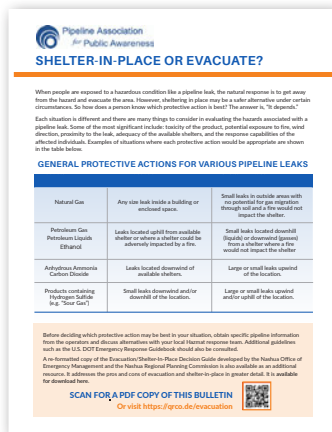 Pipeline Association
for Public Awareness
SHELTER-IN-PLACE OR EVACUATE?
When people are exposed to a hazardous condition like a pipeline leak, the natural response is to get away
from the hazard and evacuate the area. However, sheltering in place may be a safer alternative under certain
circumstances. So how does a person know which protective action is best? The answer is, "It depends."
Each situation is different and there are many things to consider in evaluating the hazards associated with a
pipeline leak. Some of the most significant include: toxicity of the product, potential exposure to fire, wind
direction, proximity to the leak, adequacy of the available shelters, and the response capabilities of the
affected individuals. Examples of situations where each protective action would be appropriate are shown
in the table below.
GENERAL PROTECTIVE ACTIONS FOR VARIOUS PIPELINE LEAKS
Natural Gas
Any size leak inside a building or
enclosed space.
Small leaks in outside areas with
no potential for gas migration
through soil and a fire would not
impact the shelter.
Petroleum Gas
Petroleum Liquids
Ethanol
Leaks located uphill from available
shelter or where a shelter could be
adversely impacted by a fire.
Small leaks located downhill
(liquids) or downwind (gasses)
from a shelter where a fire
would not impact the shelter
Anhydrous Ammonia
Carbon Dioxide
Leaks located downwind of
available shelters.
Large or small leaks upwind
of the location.
Products containing
Hydrogen Sulfide
(e.g. "Sour Gas")
Small leaks downwind and/or
downhill of the location.
Large or small leaks upwind
and/or uphill of the location.
Before deciding which protective action may be best in your situation, obtain specific pipeline information
from the operators and discuss alternatives with your local Hazmat response team. Additional guidelines
such as the U.S. DOT Emergency Response Guidebook should also be consulted.
A re-formatted copy of the Evacuation/Shelter-In-Place Decision Guide developed by the Nashua Office of
Emergency Management and the Nashua Regional Planning Commission is also available as an additional
resource. It addresses the pros and cons of evacuation and shelter-in-place in greater detail. It is available
for download here.
SCAN FOR A PDF COPY OF THIS BULLETIN
Or visit https://qrco.de/evacuation